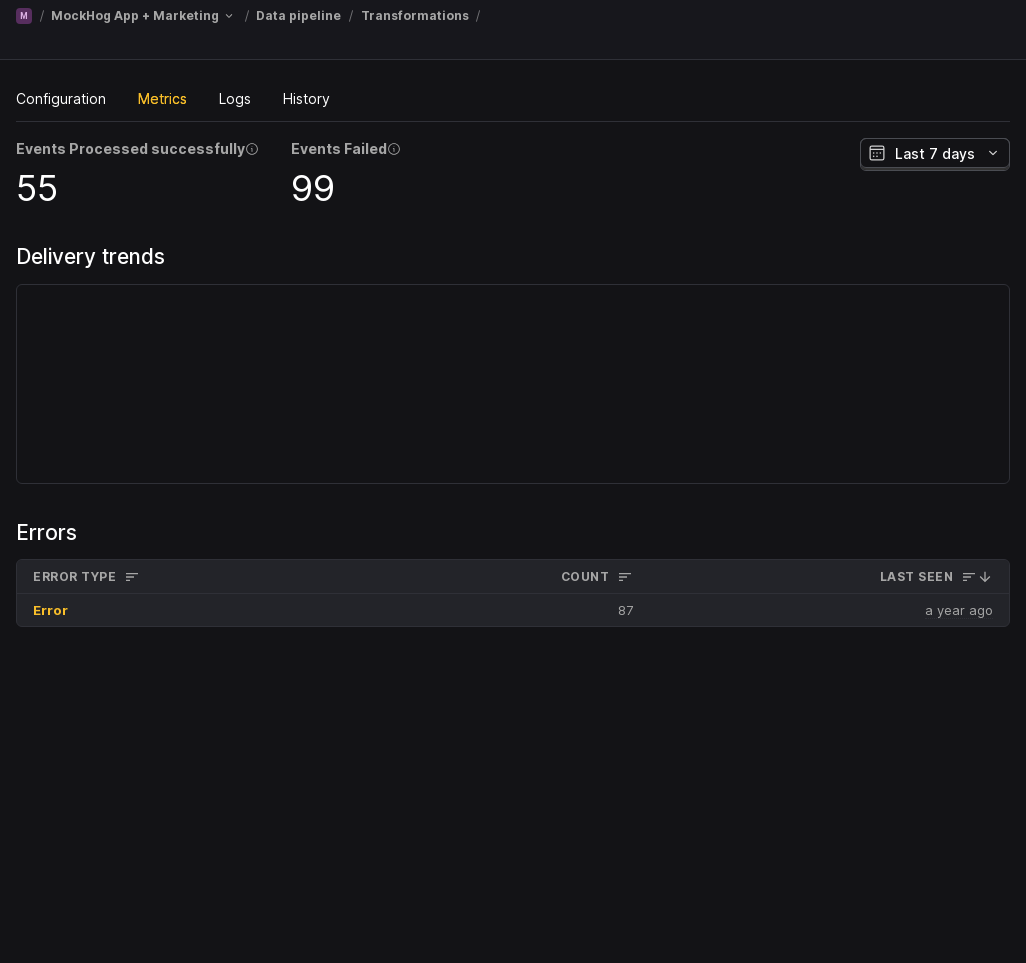 M / MockHog App + Marketing / Data pipeline / Transformations /
Configuration Metrics Logs History
Events Processed successfully Events Failed
Last 7 days
55 99
Delivery trends
Errors
ERROR TYPE COUNT LAST SEEN
Error 87 a year ago